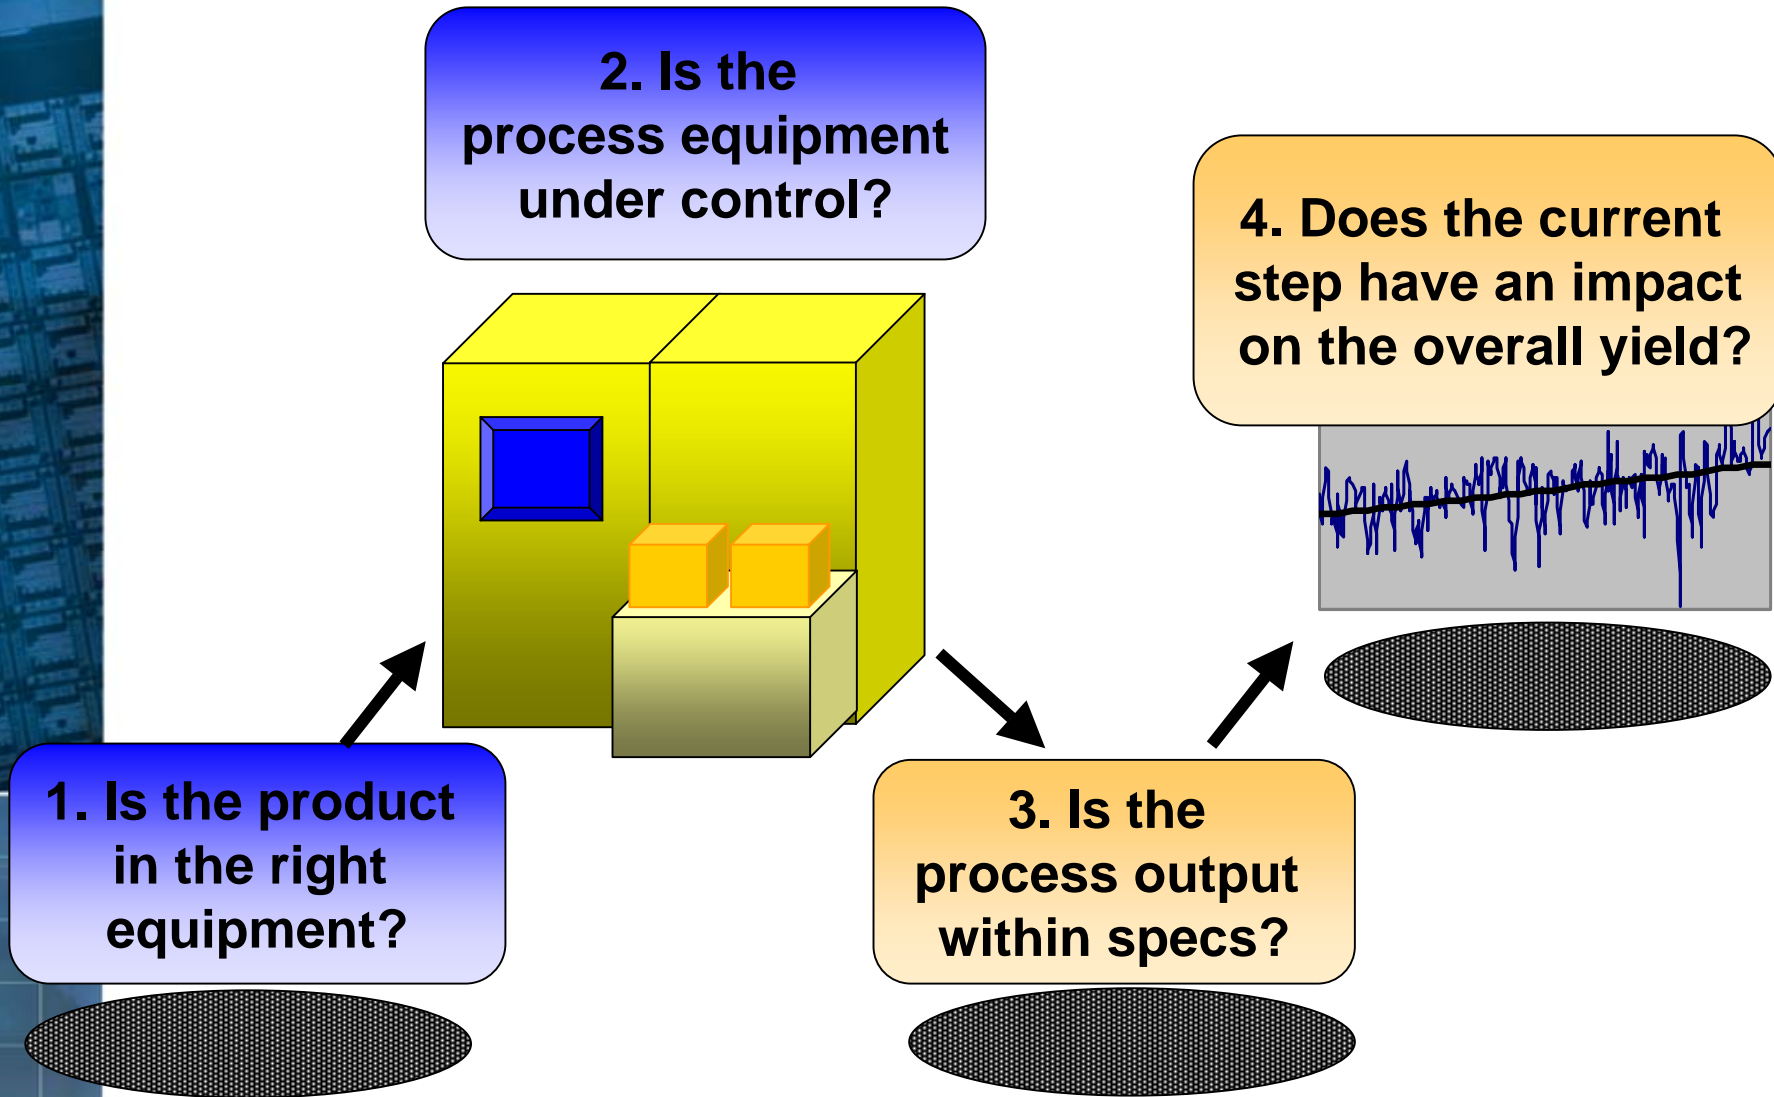 2. Is the
process equipment
under control?
4. Does the current
step have an impact
on the overall yield?
1. Is the product
in the right
equipment?
3. Is the
process output
within specs?